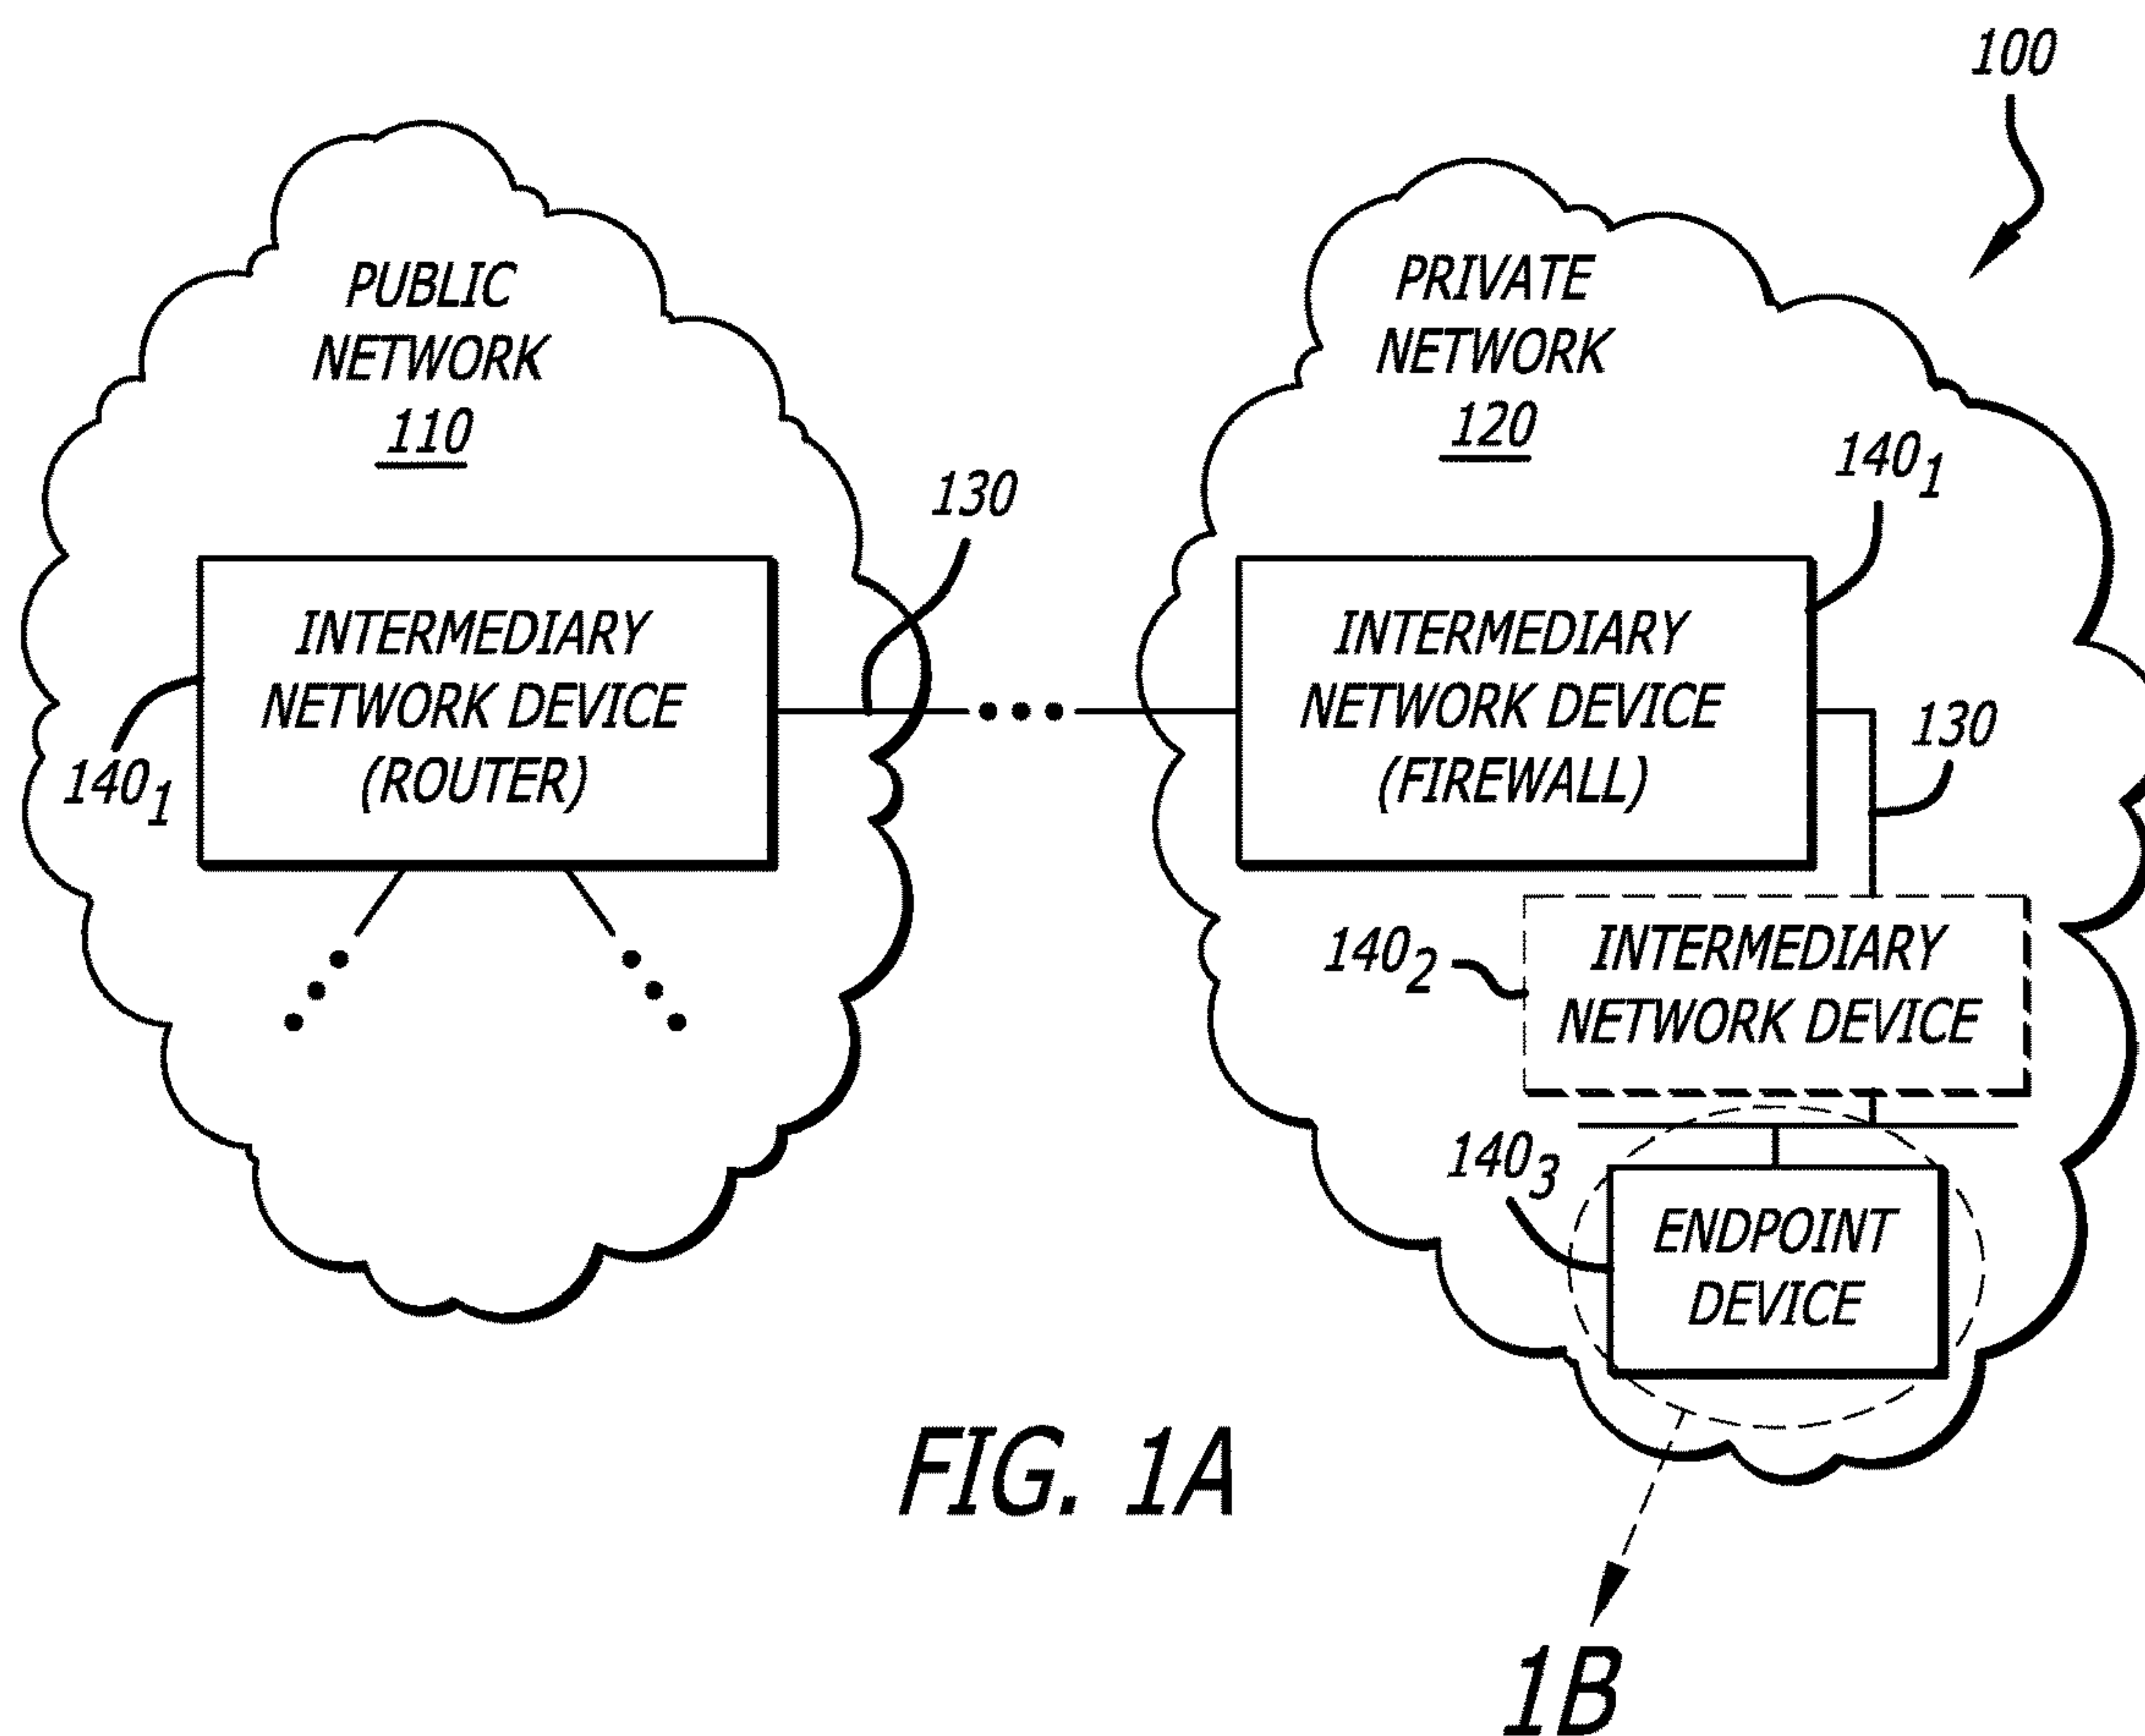 100
PUBLIC
NETWORK
110
130
140₁
INTERMEDIARY
NETWORK DEVICE
(ROUTER)
PRIVATE
NETWORK
120
140₁
INTERMEDIARY
NETWORK DEVICE
(FIREWALL)
130
140₂
INTERMEDIARY
NETWORK DEVICE
140₃
ENDPOINT
DEVICE
FIG. 1A
1B